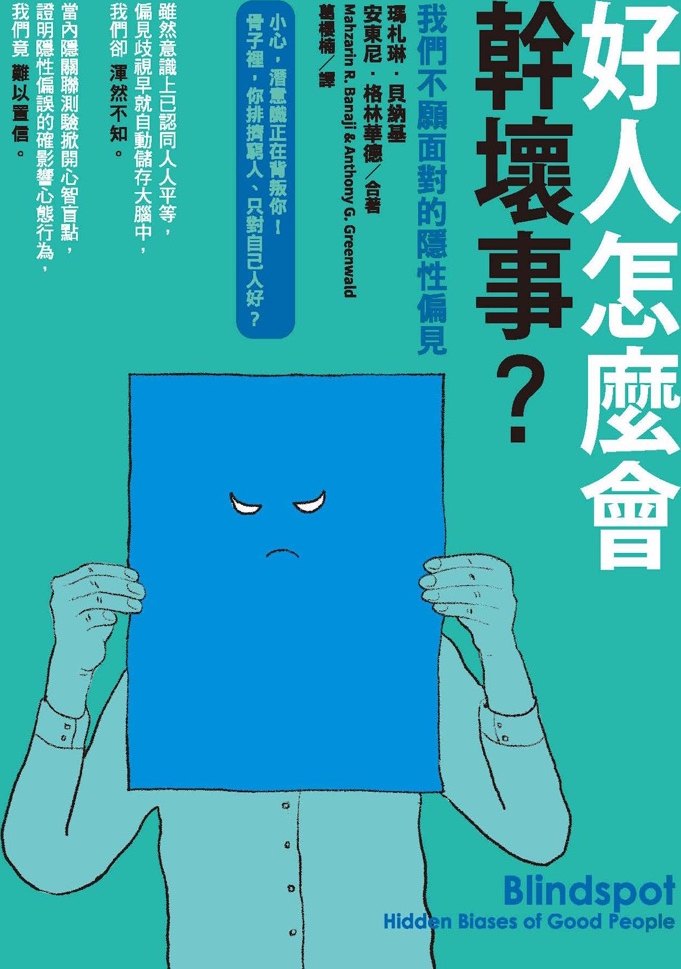 好人怎麼會
幹壞事？
我們不願面對的隱性偏見
瑪札琳．貝納基
安東尼．格林華德／合著
Mahzarin R. Banaji & Anthony G. Greenwald
葛樱楠／譯
小心，潛意識正在背叛你！
骨子裡，你排擠窮人、只對自己人好？
雖然意識上已認同人人平等，
偏見歧視早就自動儲存大腦中，
我們卻 渾然不知。
當內隱關聯測驗掀開心智盲點，
證明隱性偏誤的確影響心態行為，
我們竟 難以置信。
Blindspot
Hidden Biases of Good People